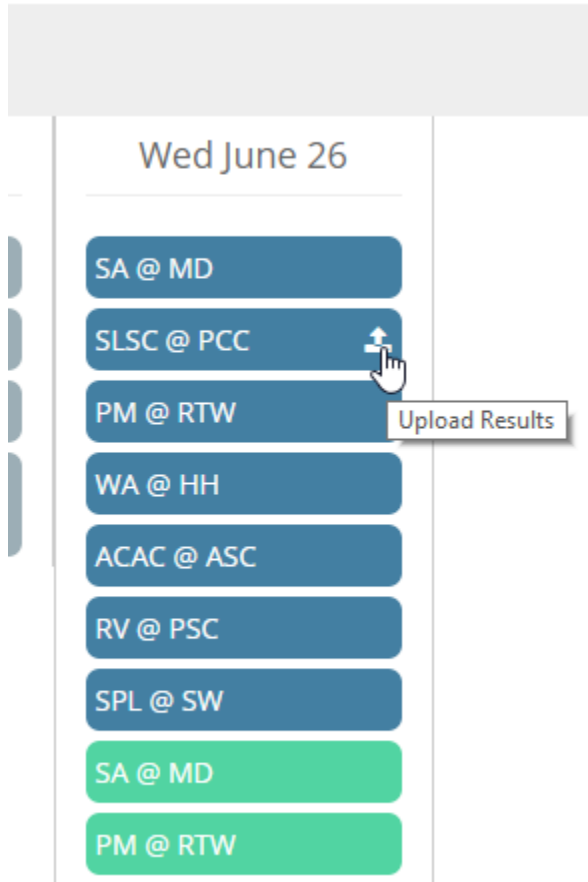 Wed June 26
SA @ MD
SLSC @ PCC
PM @ RTW
Upload Results
WA @ HH
ACAC @ ASC
RV @ PSC
SPL @ SW
SA @ MD
PM @ RTW